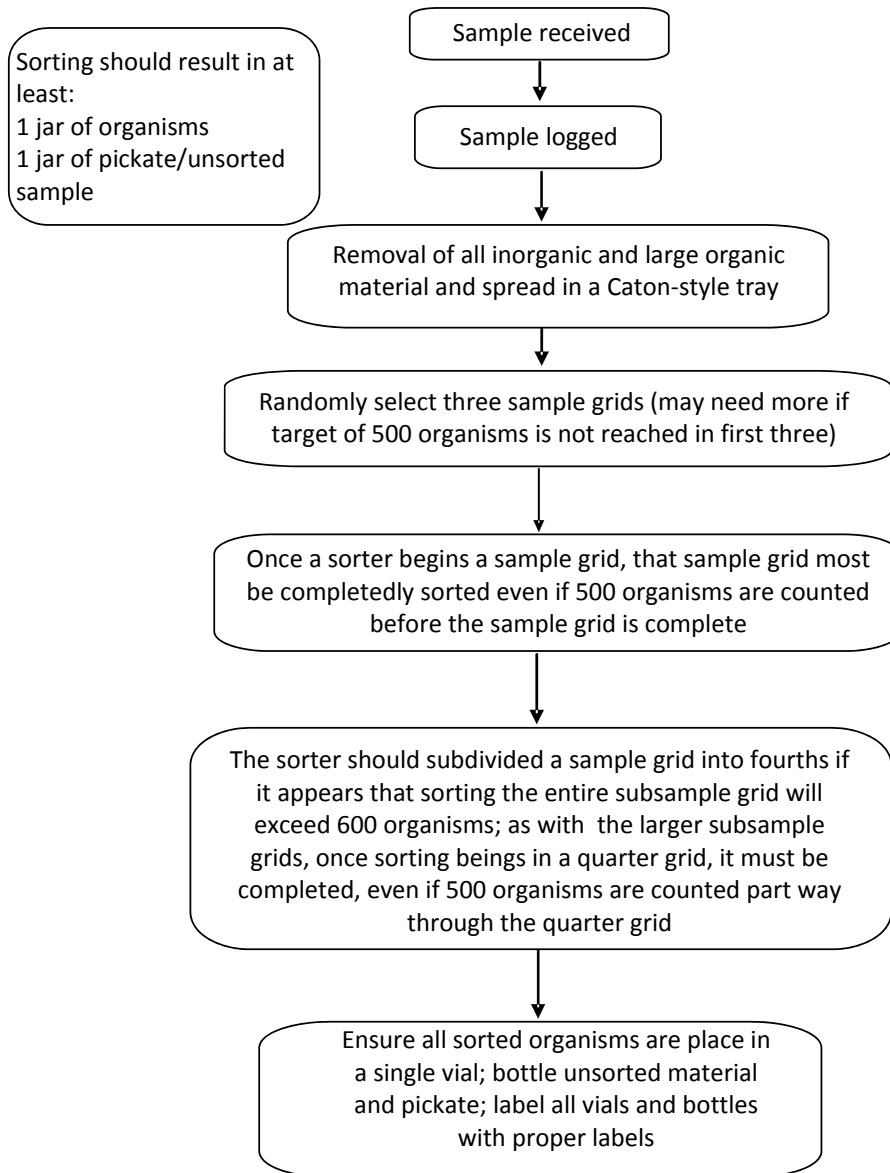 Sorting should result in at
least:
1 jar of organisms
1 jar of pickate/unsorted
sample
Sample received
Sample logged
Removal of all inorganic and large organic
material and spread in a Caton-style tray
Randomly select three sample grids (may need more if
target of 500 organisms is not reached in first three)
Once a sorter begins a sample grid, that sample grid most
be completedly sorted even if 500 organisms are counted
before the sample grid is complete
The sorter should subdivided a sample grid into fourths if
it appears that sorting the entire subsample grid will
exceed 600 organisms; as with the larger subsample
grids, once sorting beings in a quarter grid, it must be
completed, even if 500 organisms are counted part way
through the quarter grid
Ensure all sorted organisms are place in
a single vial; bottle unsorted material
and pickate; label all vials and bottles
with proper labels